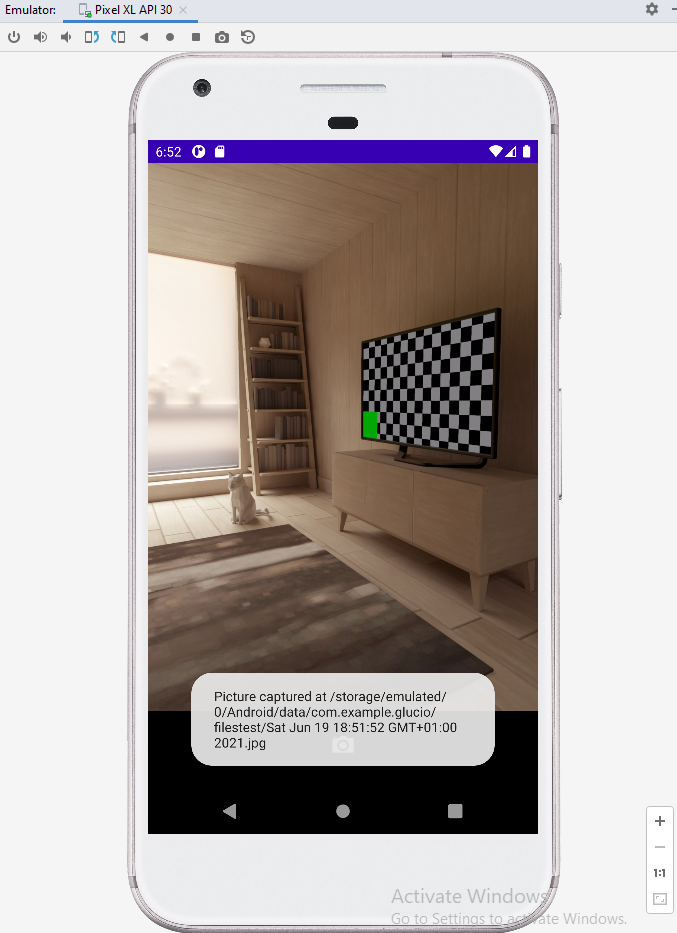 Emulator: Pixel XL API 30
6:52
Picture captured at /storage/emulated/
0/Android/data/com.example.glucio/
filestest/Sat Jun 19 18:51:52 GMT+01:00
2021.jpg
1:1
Activate Windows
Go to Settings to activate Windows.